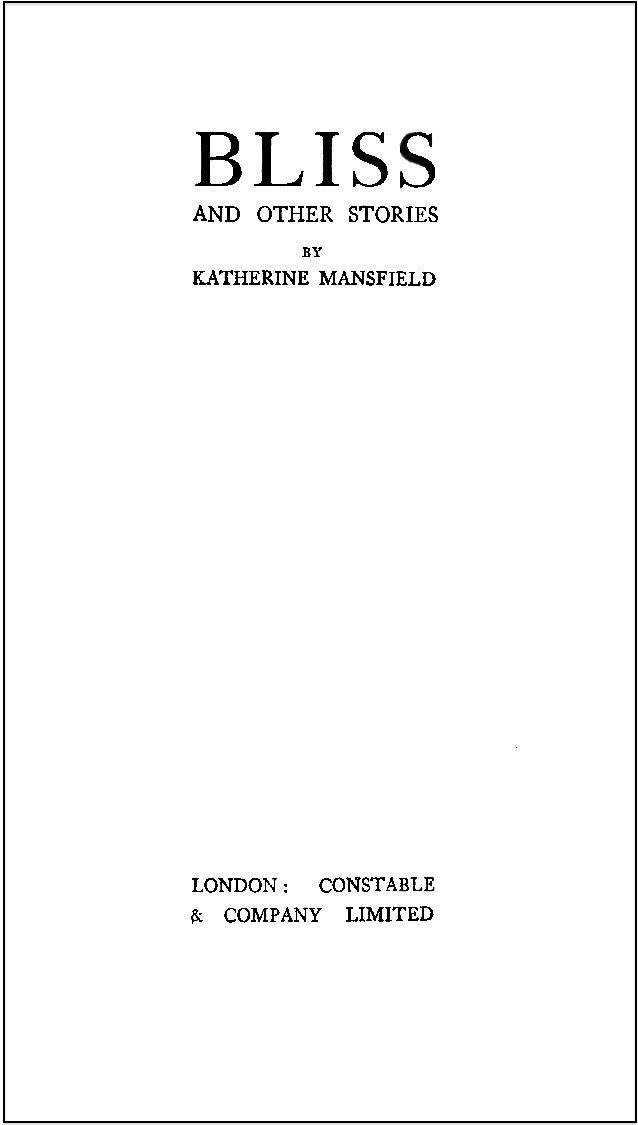 BLISS
AND OTHER STORIES
BY
KATHERINE MANSFIELD
LONDON: CONSTABLE
& COMPANY LIMITED